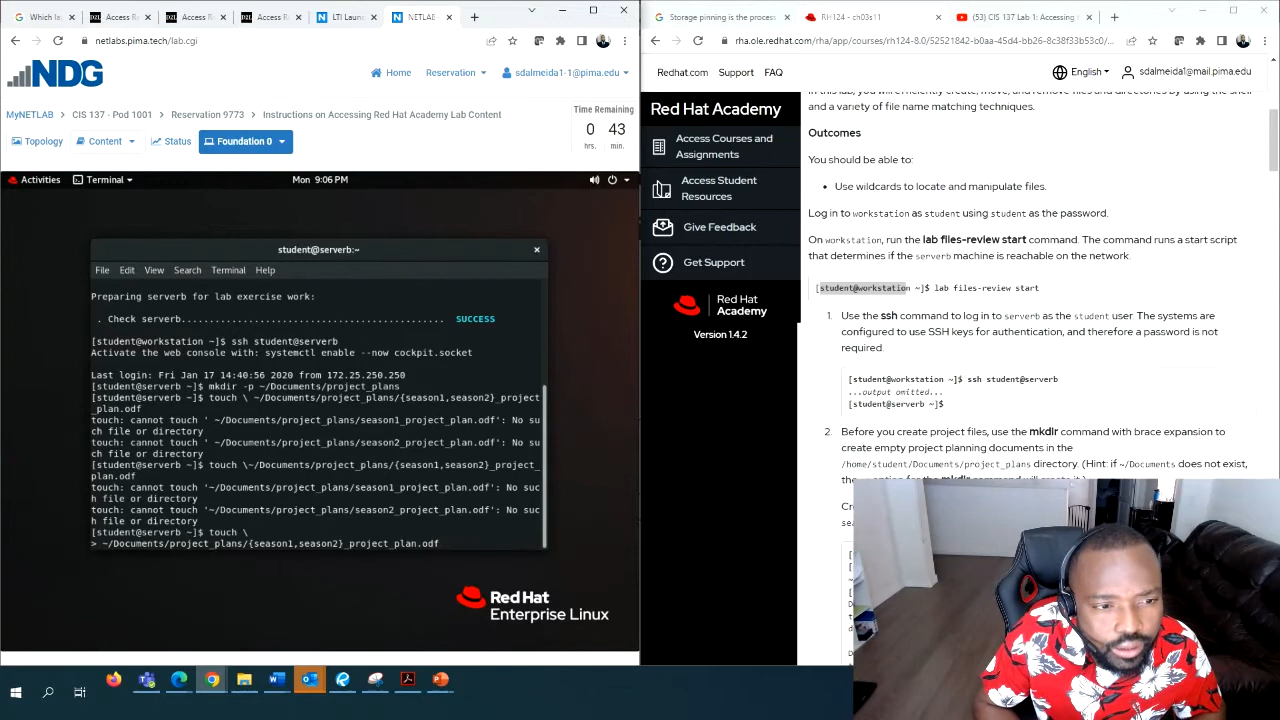 Which la
Access Re
Access R
Access R
LTI Laun
NETLAB
netlabs.pima.tech/lab.cgi
NDG
Home
Reservation
sdalmeida1-1@pima.edu
MyNETLAB > CIS 137 - Pod 1001 > Reservation 9773 > Instructions on Accessing Red Hat Academy Lab Content
Time Remaining
0 43
hrs. min.
Topology
Content
Status
Foundation 0
Activities
Terminal
Mon 9:06 PM
student@serverb:~
File Edit View Search Terminal Help
Preparing serverb for lab exercise work:
. Check serverb............................................... SUCCESS
[student@workstation ~]$ ssh student@serverb
Activate the web console with: systemctl enable --now cockpit.socket
Last login: Fri Jan 17 14:40:56 2020 from 172.25.250.250
[student@serverb ~]$ mkdir -p ~/Documents/project_plans
[student@serverb ~]$ touch \ ~/Documents/project_plans/{season1,season2}_project
_plan.odf
touch: cannot touch ' ~/Documents/project_plans/season1_project_plan.odf': No su
ch file or directory
touch: cannot touch ' ~/Documents/project_plans/season2_project_plan.odf': No su
ch file or directory
[student@serverb ~]$ touch \~/Documents/project_plans/{season1,season2}_project_
plan.odf
touch: cannot touch '~/Documents/project_plans/season1_project_plan.odf': No suc
h file or directory
touch: cannot touch '~/Documents/project_plans/season2_project_plan.odf': No suc
h file or directory
[student@serverb ~]$ touch \
> ~/Documents/project_plans/{season1,season2}_project_plan.odf
Red Hat
Enterprise Linux
Storage pinning is the process
RH124 - ch03s11
(53) CIS 137 Lab 1: Accessing
rha.ole.redhat.com/rha/app/courses/rh124-8.0/52521842-b0aa-45d4-bb26-8c38f33b53c0/...
Redhat.com Support FAQ
English
sdalmeida1@mail.pima.edu
Red Hat Academy
Access Courses and
Assignments
Access Student
Resources
Give Feedback
Get Support
Red Hat
Academy
Version 1.4.2
In this lab, you will efficiently create, move, and remove files and directories by using the shell
and a variety of file name matching techniques.
Outcomes
You should be able to:
• Use wildcards to locate and manipulate files.
Log in to workstation as student using student as the password.
On workstation, run the lab files-review start command. The command runs a start script
that determines if the serverb machine is reachable on the network.
[student@workstation ~]$ lab files-review start
1. Use the ssh command to log in to serverb as the student user. The systems are
configured to use SSH keys for authentication, and therefore a password is not
required.
[student@workstation ~]$ ssh student@serverb
...output omitted...
[student@serverb ~]$
2. Before you create project files, use the mkdir command with brace expansion to
create empty project planning documents in the
/home/student/Documents/project_plans directory. (Hint: if ~/Documents does not exist,